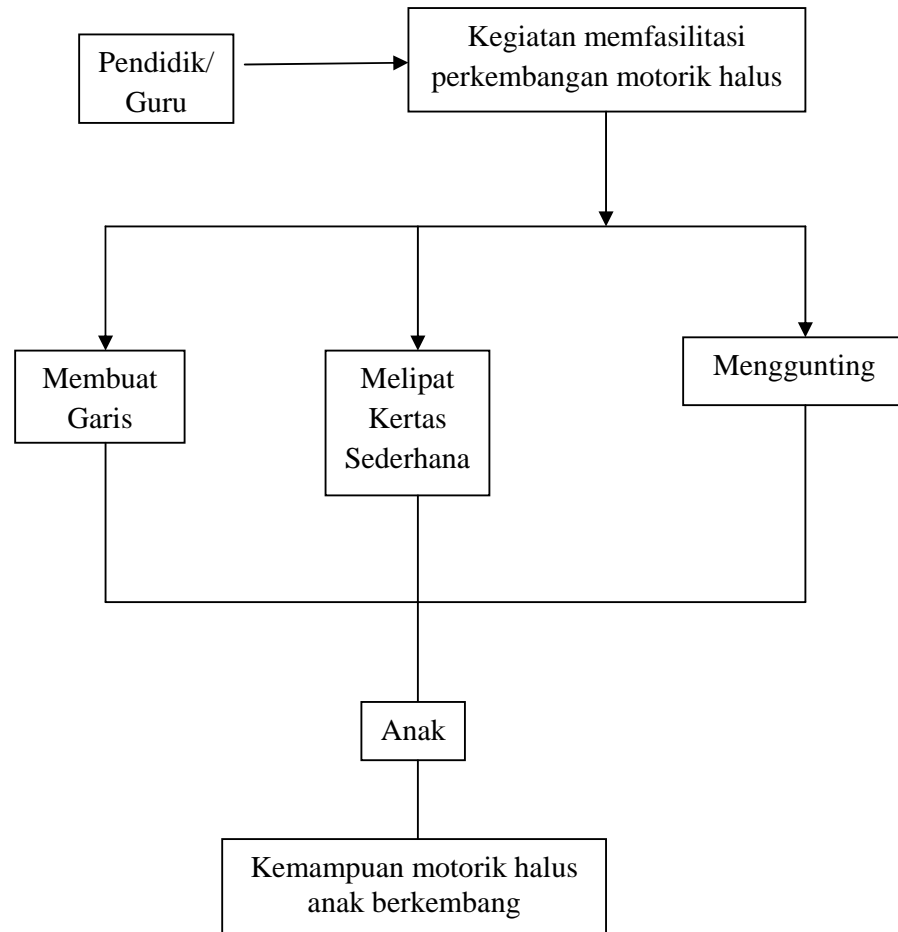 Pendidik/
Guru
Kegiatan memfasilitasi
perkembangan motorik halus
Membuat
Garis
Melipat
Kertas
Sederhana
Menggunting
Anak
Kemampuan motorik halus
anak berkembang